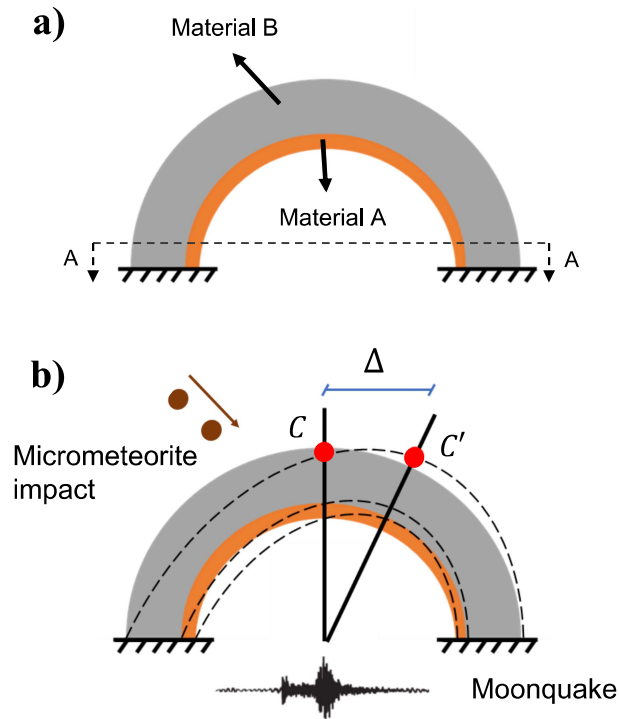 a)
Material B
Material A
A
A
b)
Δ
C
C′
Micrometeorite
impact
Moonquake